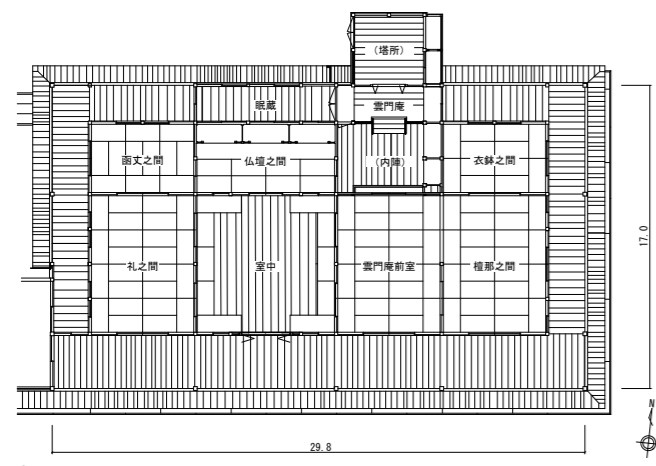 (塔所)
眠蔵
雲門庵
函丈之間
仏壇之間
(内陣)
衣鉢之間
礼之間
室中
雲門庵前室
檀那之間
17.0
29.8
N